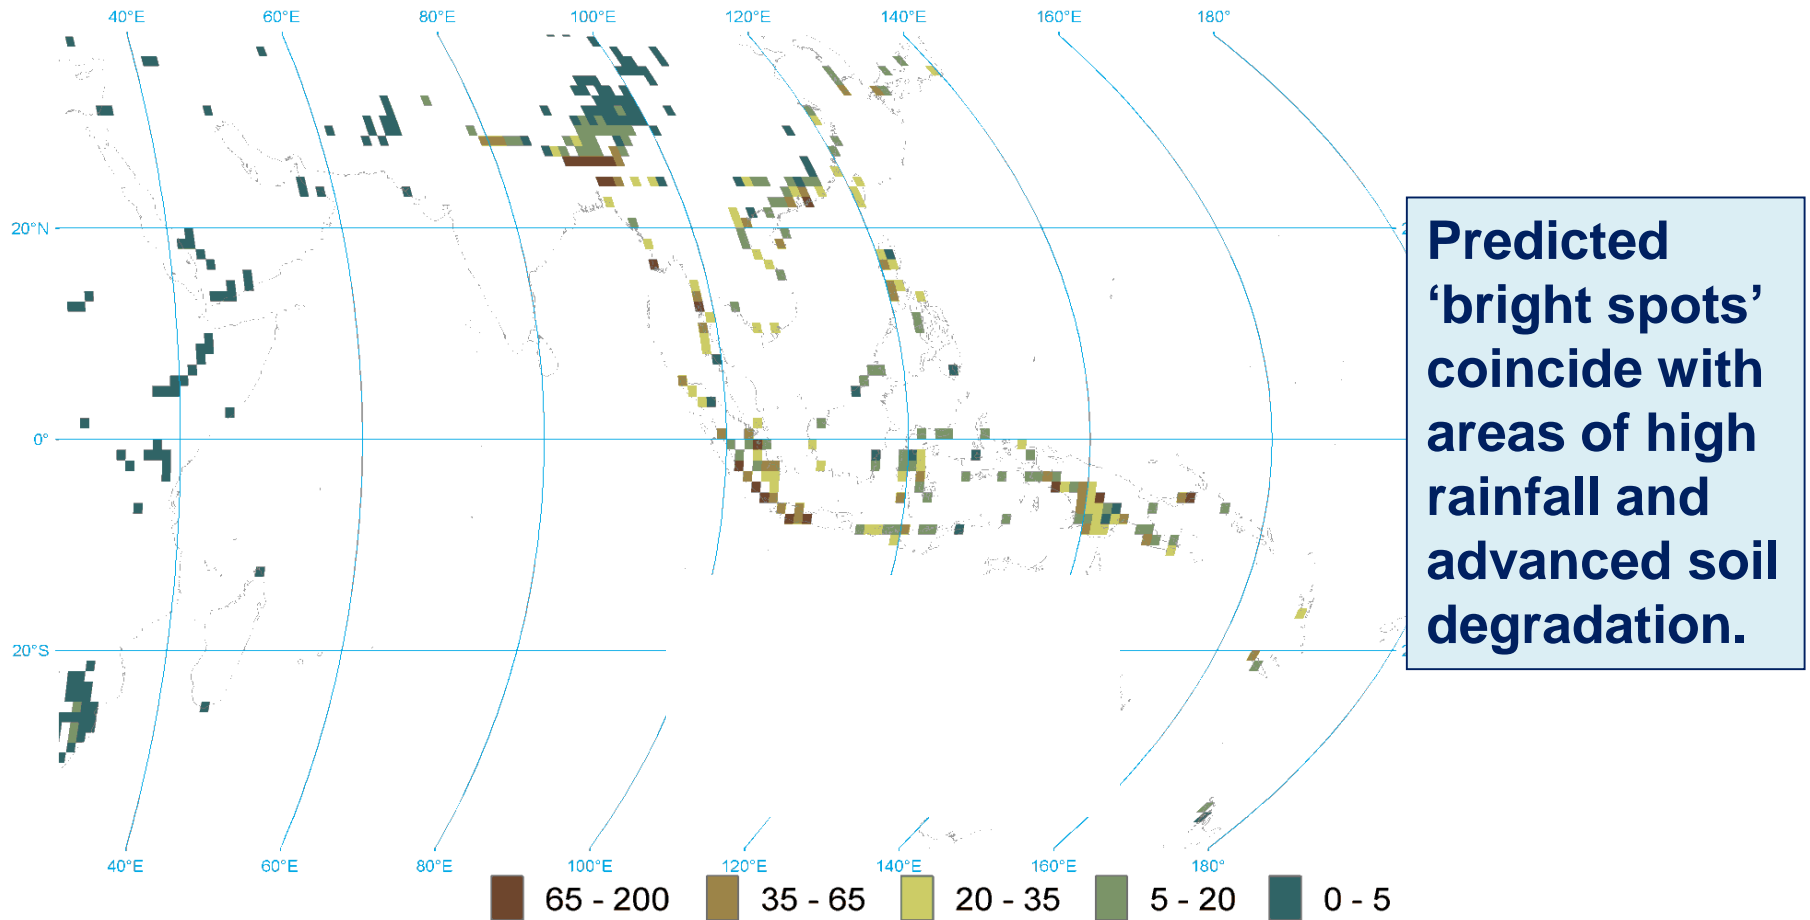 40°E 60°E 80°E 100°E 120°E 140°E 160°E 180°
20°N
0°
20°S
40°E 60°E 80°E 100°E 120°E 140°E 160°E 180°
65 - 200 35 - 65 20 - 35 5 - 20 0 - 5
Predicted
‘bright spots’
coincide with
areas of high
rainfall and
advanced soil
degradation.